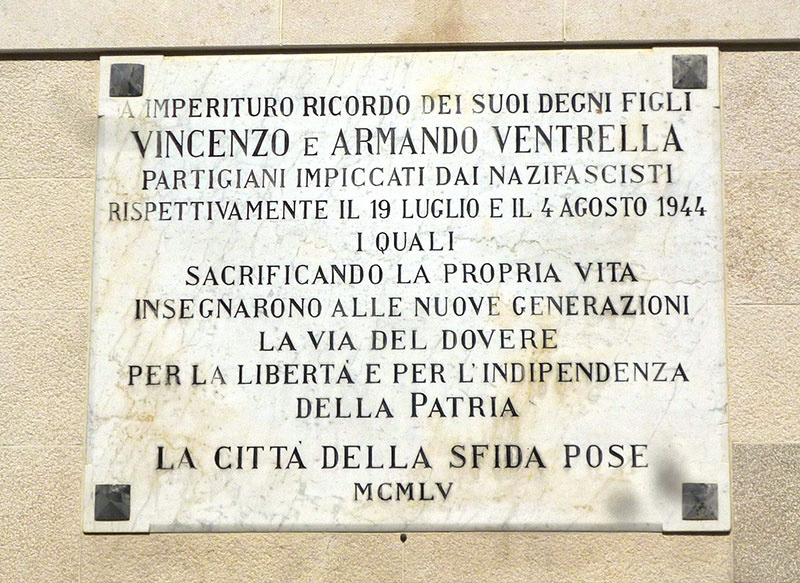 A IMPERITURO RICORDO DEI SUOI DEGNI FIGLI
VINCENZO E ARMANDO VENTRELLA
PARTIGIANI IMPICCATI DAI NAZIFASCISTI
RISPETTIVAMENTE IL 19 LUGLIO E IL 4 AGOSTO 1944
I QUALI
SACRIFICANDO LA PROPRIA VITA
INSEGNARONO ALLE NUOVE GENERAZIONI
LA VIA DEL DOVERE
PER LA LIBERTÀ E PER L'INDIPENDENZA
DELLA PATRIA
LA CITTÀ DELLA SFIDA POSE
MCMLV